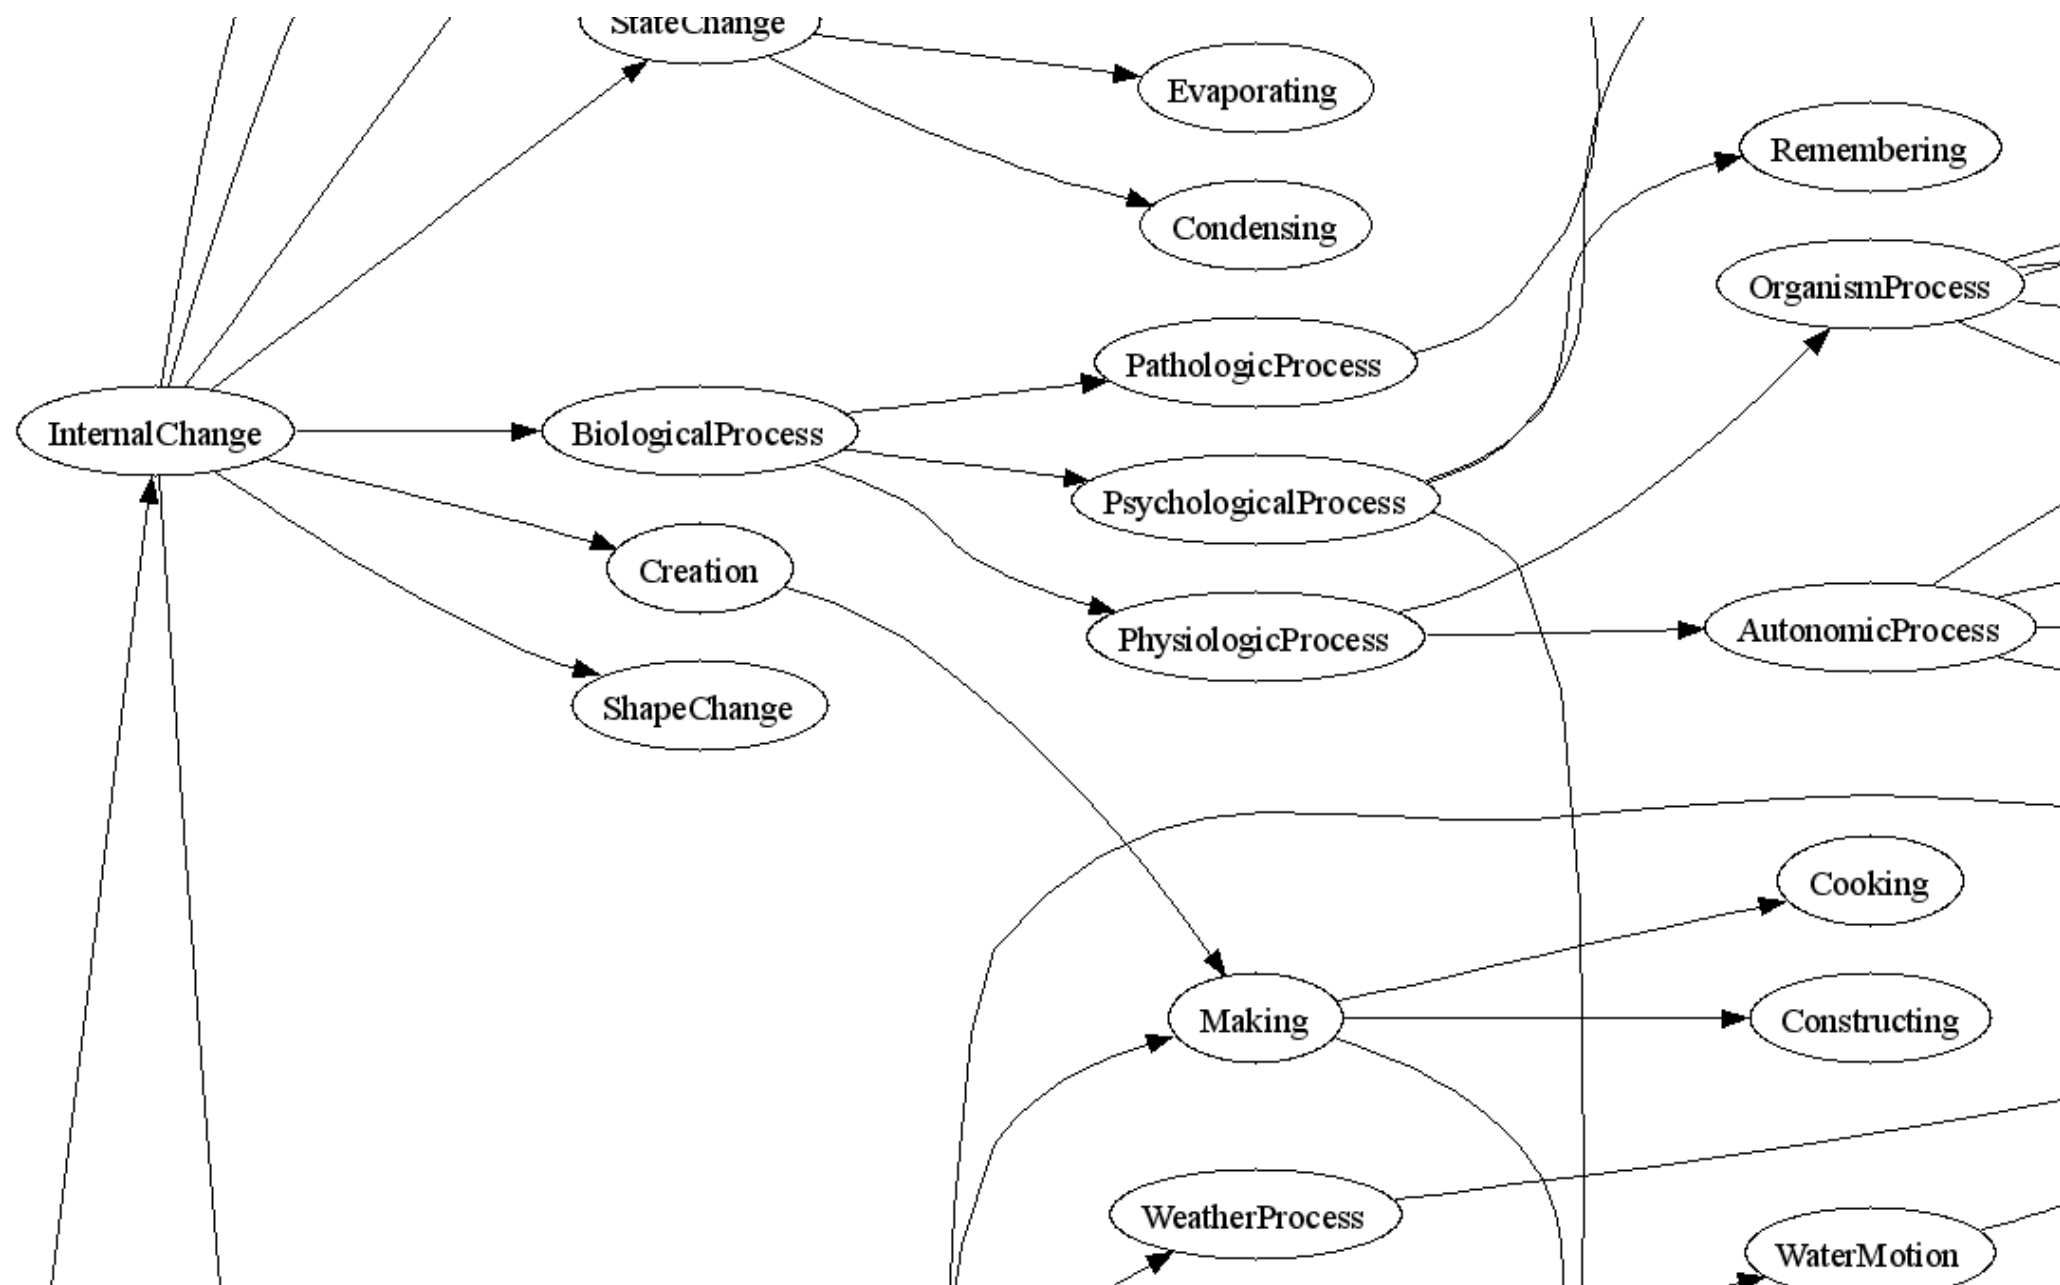 StateChange
Evaporating
Remembering
Condensing
OrganismProcess
PathologicProcess
InternalChange
BiologicalProcess
PsychologicalProcess
Creation
PhysiologicProcess
AutonomicProcess
ShapeChange
Cooking
Making
Constructing
WeatherProcess
WaterMotion